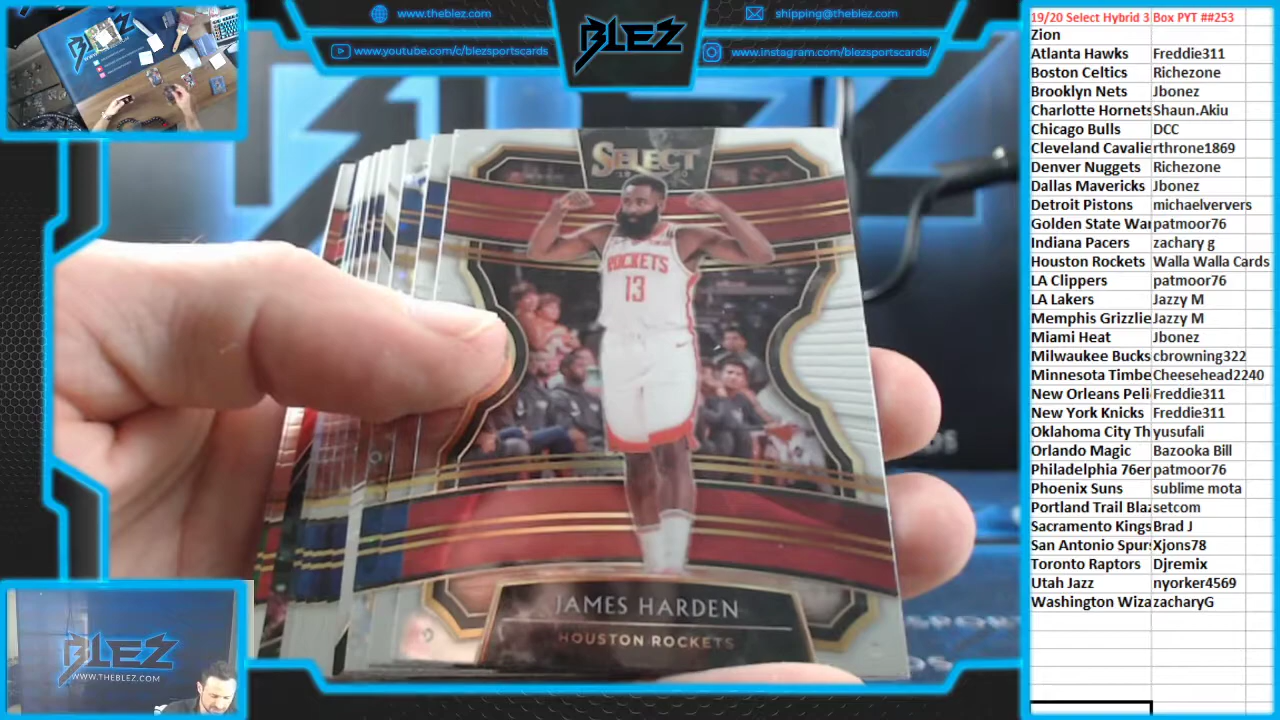 www.theblez.com
shipping@theblez.com
www.youtube.com/c/blezsportscards
www.instagram.com/blezsportscards/
BLEZ
SELECT
ROCKETS
13
JAMES HARDEN
HOUSTON ROCKETS
BLEZ
WWW.THEBLEZ.COM
19/20 Select Hybrid 3 Box PYT ##253
Zion
Atlanta Hawks Freddie311
Boston Celtics Richezone
Brooklyn Nets Jbonez
Charlotte Hornets Shaun.Akiu
Chicago Bulls DCC
Cleveland Cavalie rthrone1869
Denver Nuggets Richezone
Dallas Mavericks Jbonez
Detroit Pistons michaelververs
Golden State War patmoor76
Indiana Pacers zachary g
Houston Rockets Walla Walla Cards
LA Clippers patmoor76
LA Lakers Jazzy M
Memphis Grizzlie Jazzy M
Miami Heat Jbonez
Milwaukee Bucks cbrowning322
Minnesota Timbe Cheesehead2240
New Orleans Peli Freddie311
New York Knicks Freddie311
Oklahoma City Th yusufali
Orlando Magic Bazooka Bill
Philadelphia 76er patmoor76
Phoenix Suns sublime mota
Portland Trail Blaz setcom
Sacramento Kings Brad J
San Antonio Spurs Xjons78
Toronto Raptors Djremix
Utah Jazz nyorker4569
Washington Wiza zacharyG